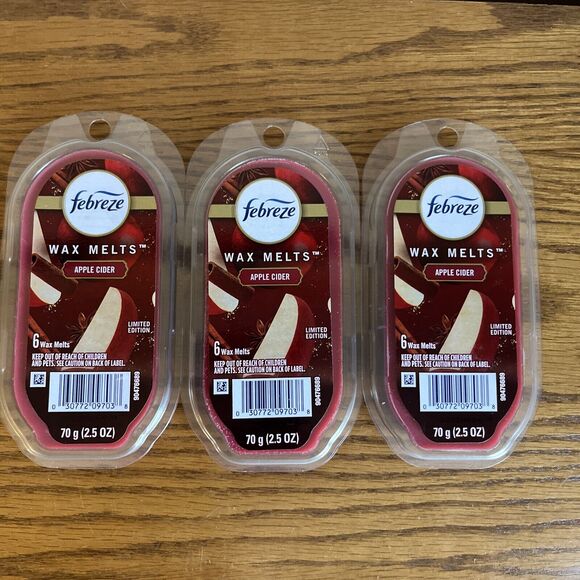 febreze
WAX MELTS™
APPLE CIDER
LIMITED
EDITION
6 Wax Melts
KEEP OUT OF REACH OF CHILDREN
AND PETS. SEE CAUTION ON BACK OF LABEL.
90476689
0 30772 09703 8
70 g (2.5 OZ)
febreze
WAX MELTS™
APPLE CIDER
LIMITED
EDITION
6 Wax Melts
KEEP OUT OF REACH OF CHILDREN
AND PETS. SEE CAUTION ON BACK OF LABEL.
90476689
0 30772 09703 8
70 g (2.5 OZ)
febreze
WAX MELTS™
APPLE CIDER
LIMITED
EDITION
6 Wax Melts
KEEP OUT OF REACH OF CHILDREN
AND PETS. SEE CAUTION ON BACK OF LABEL.
90476689
0 30772 09703 8
70 g (2.5 OZ)